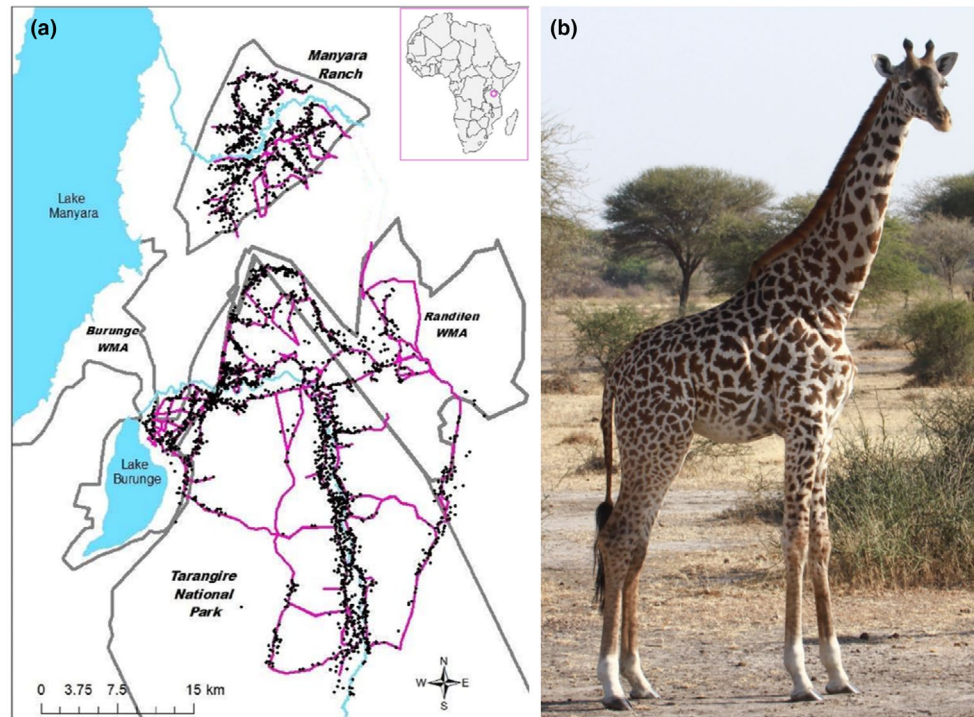 (a)
Manyara
Ranch
Lake
Manyara
Burunge
WMA
Randilen
WMA
Lake
Burunge
Tarangire
National
Park
N
W E
S
0 3.75 7.5 15 km
(b)